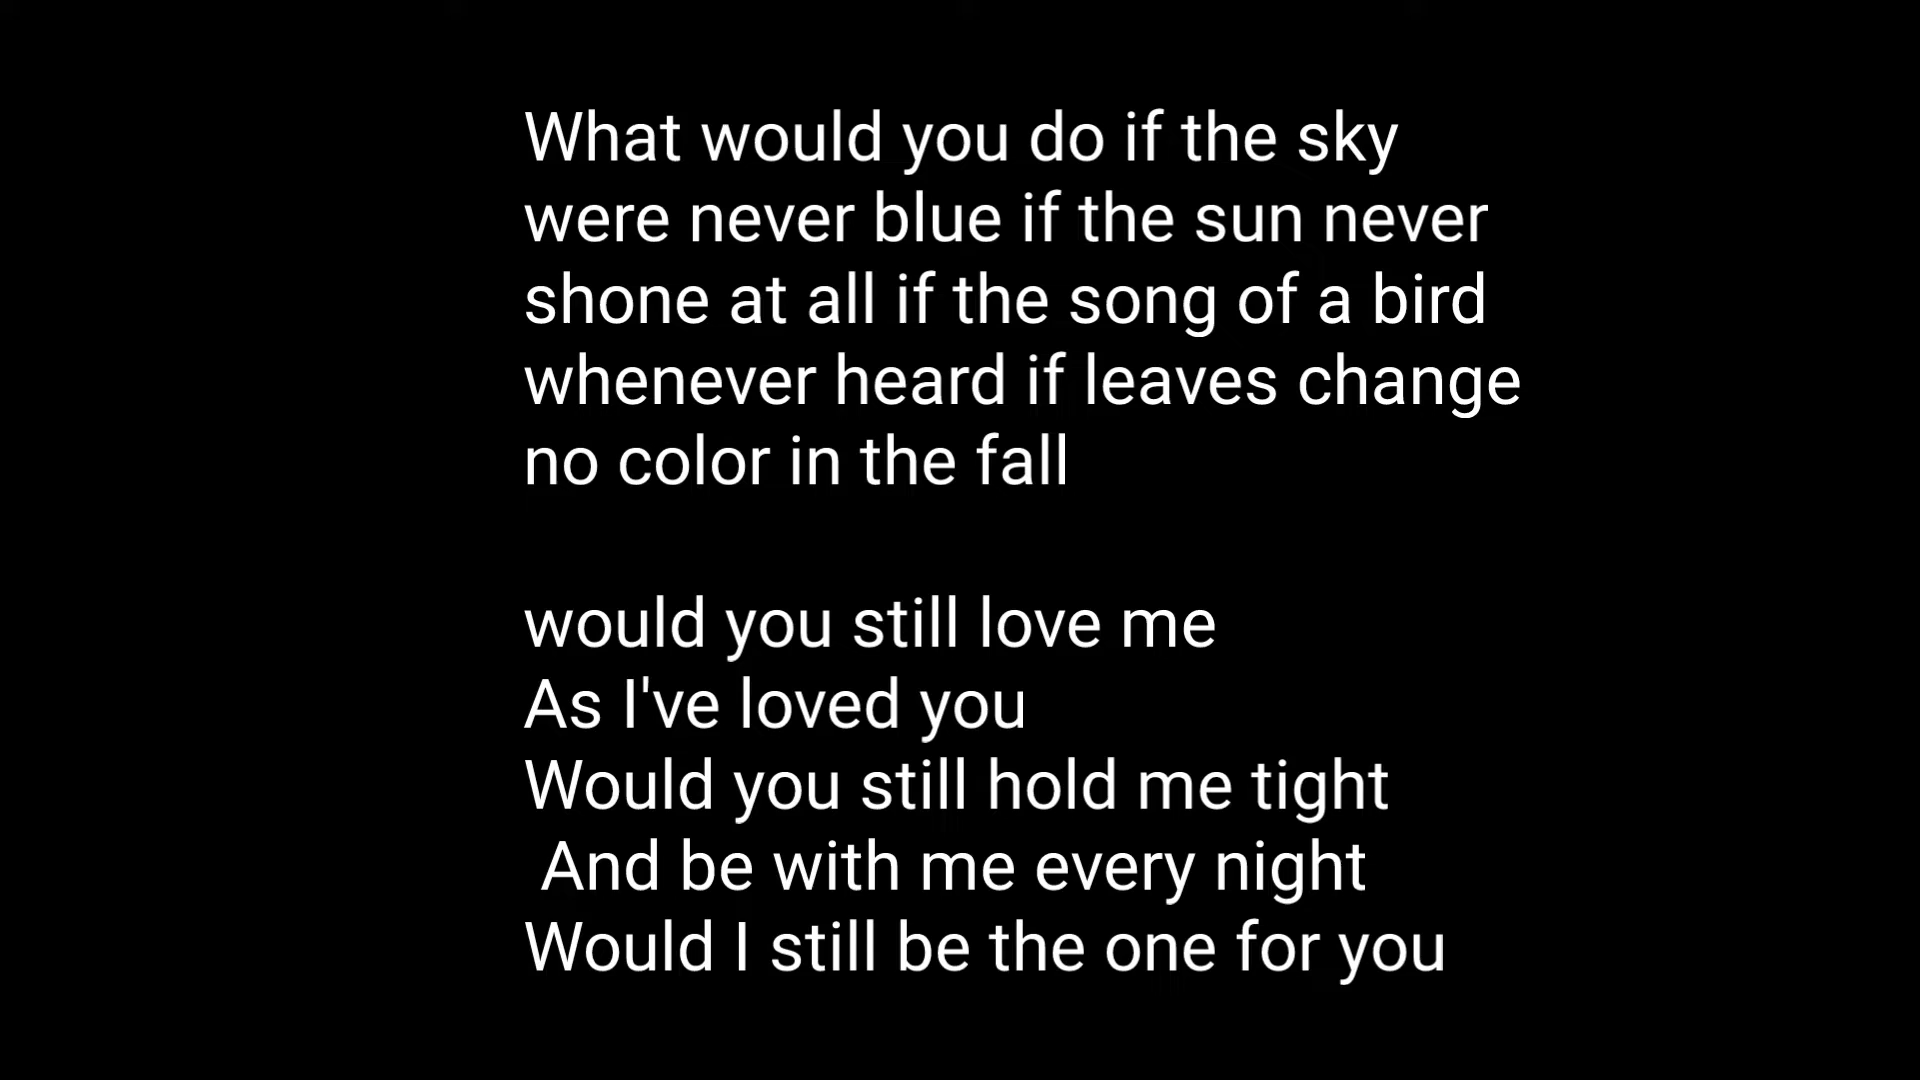 What would you do if the sky
were never blue if the sun never
shone at all if the song of a bird
whenever heard if leaves change
no color in the fall
would you still love me
As I've loved you
Would you still hold me tight
And be with me every night
Would I still be the one for you